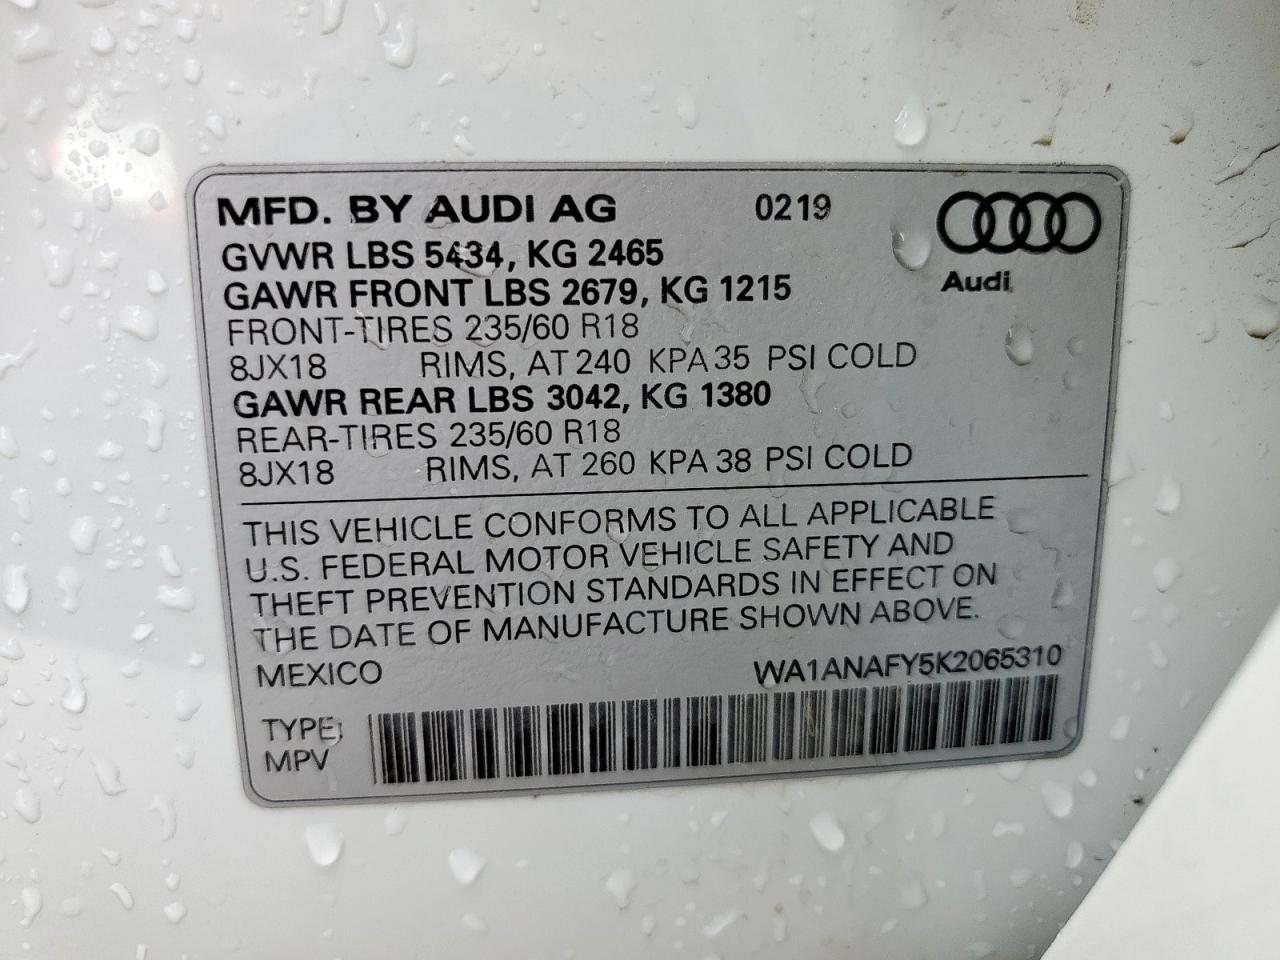 MFD. BY AUDI AG 0219
GVWR LBS 5434, KG 2465
GAWR FRONT LBS 2679, KG 1215
Audi
FRONT-TIRES 235/60 R18
8JX18 RIMS, AT 240 KPA 35 PSI COLD
GAWR REAR LBS 3042, KG 1380
REAR-TIRES 235/60 R18
8JX18 RIMS, AT 260 KPA 38 PSI COLD
THIS VEHICLE CONFORMS TO ALL APPLICABLE
U.S. FEDERAL MOTOR VEHICLE SAFETY AND
THEFT PREVENTION STANDARDS IN EFFECT ON
THE DATE OF MANUFACTURE SHOWN ABOVE.
MEXICO WA1ANAFY5K2065310
TYPE:
MPV